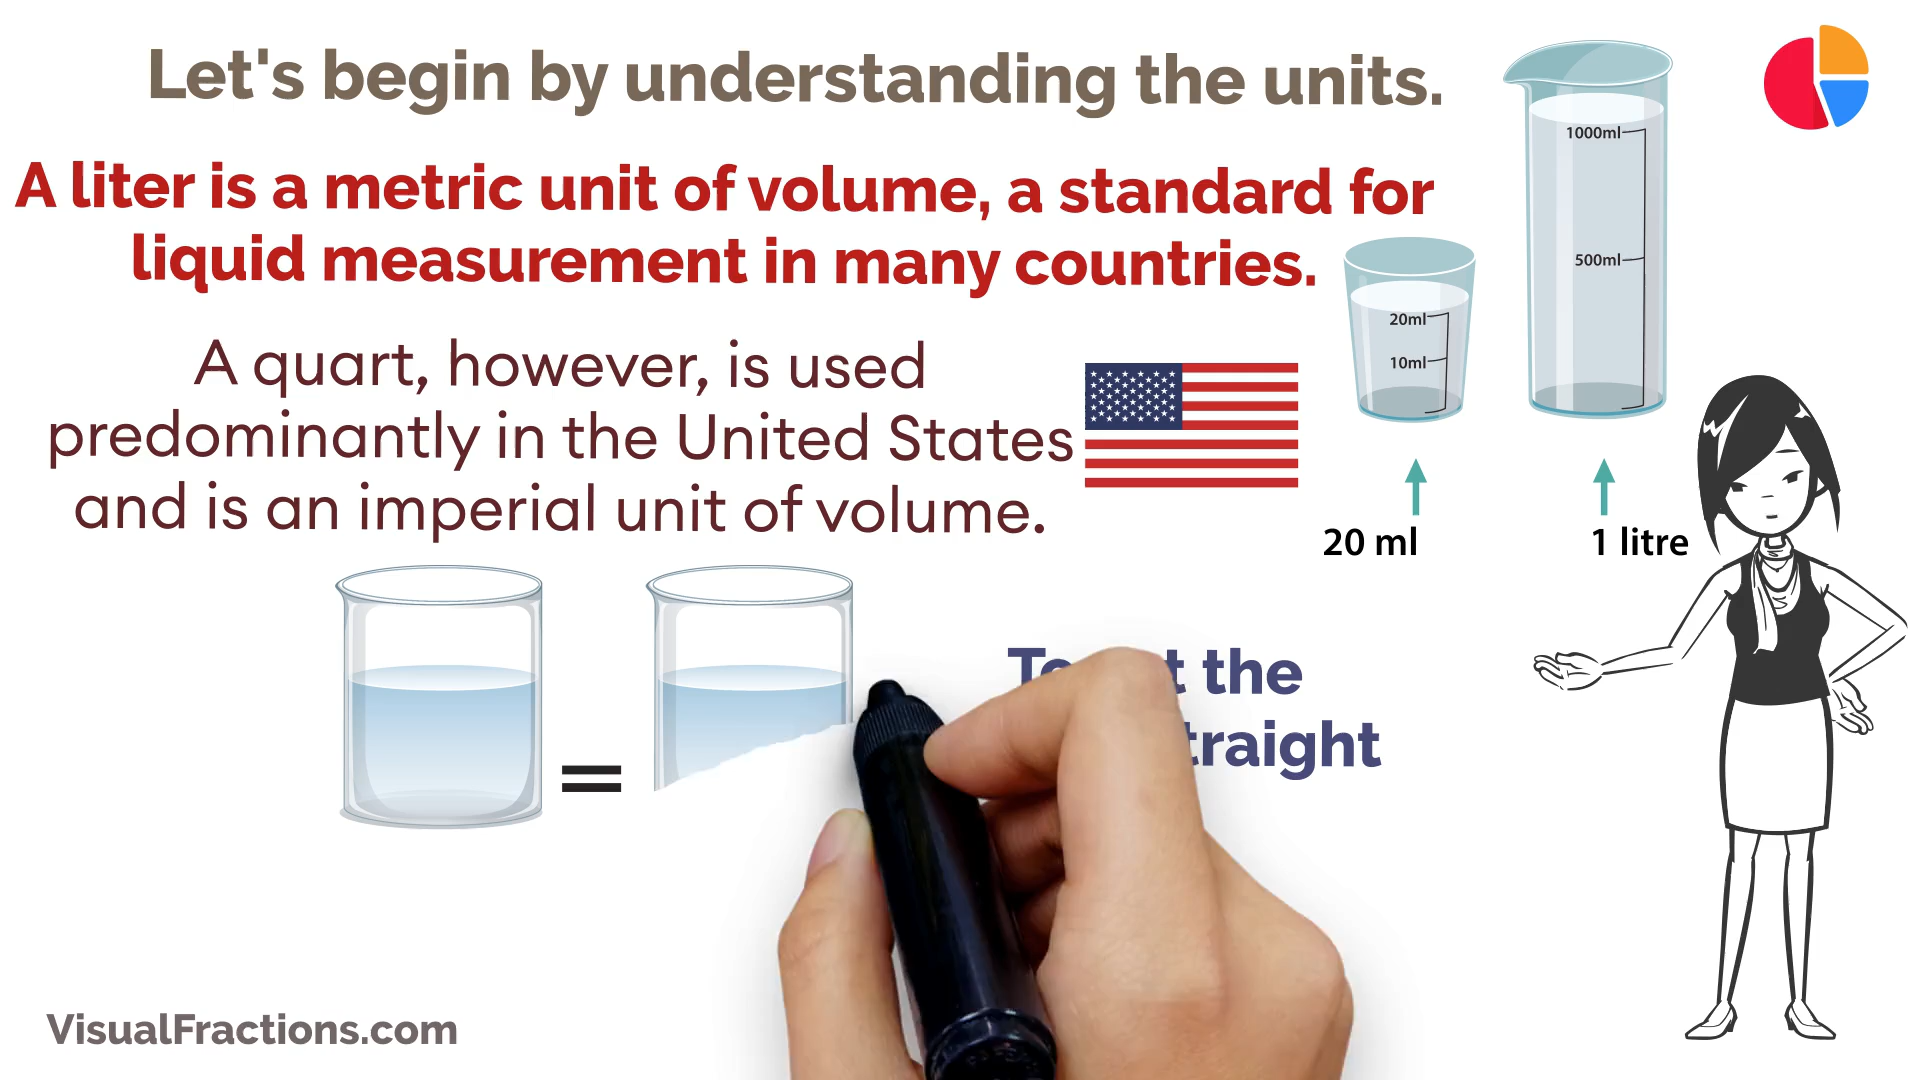 Let's begin by understanding the units.
A liter is a metric unit of volume, a standard for
liquid measurement in many countries.
A quart, however, is used
predominantly in the United States
and is an imperial unit of volume.
1000ml
500ml
20ml
10ml
20 ml
1 litre
=
the
VisualFractions.com